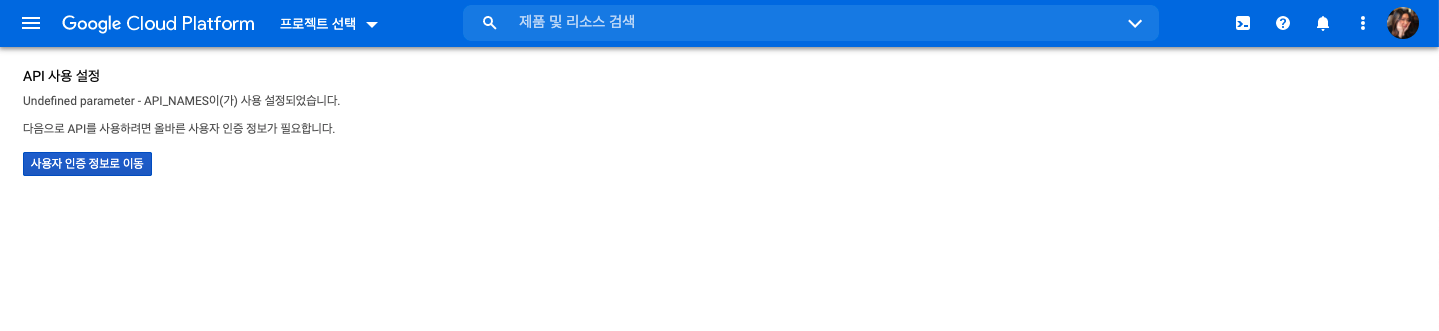 Google Cloud Platform 프로젝트 선택 제품 및 리소스 검색
API 사용 설정
Undefined parameter - API_NAMES이(가) 사용 설정되었습니다.
다음으로 API를 사용하려면 올바른 사용자 인증 정보가 필요합니다.
사용자 인증 정보로 이동